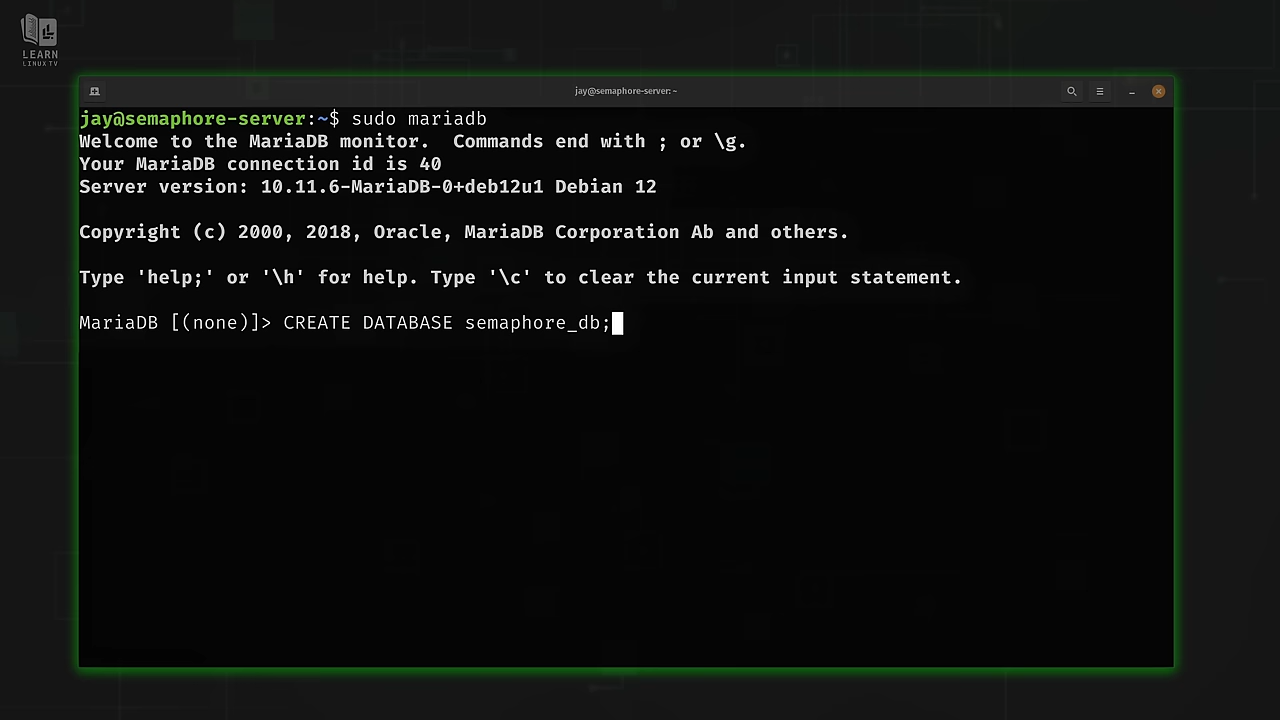 LEARN
LINUX TV
jay@semaphore-server:~
jay@semaphore-server:~$ sudo mariadb
Welcome to the MariaDB monitor.  Commands end with ; or \g.
Your MariaDB connection id is 40
Server version: 10.11.6-MariaDB-0+deb12u1 Debian 12
Copyright (c) 2000, 2018, Oracle, MariaDB Corporation Ab and others.
Type 'help;' or '\h' for help. Type '\c' to clear the current input statement.
MariaDB [(none)]> CREATE DATABASE semaphore_db;